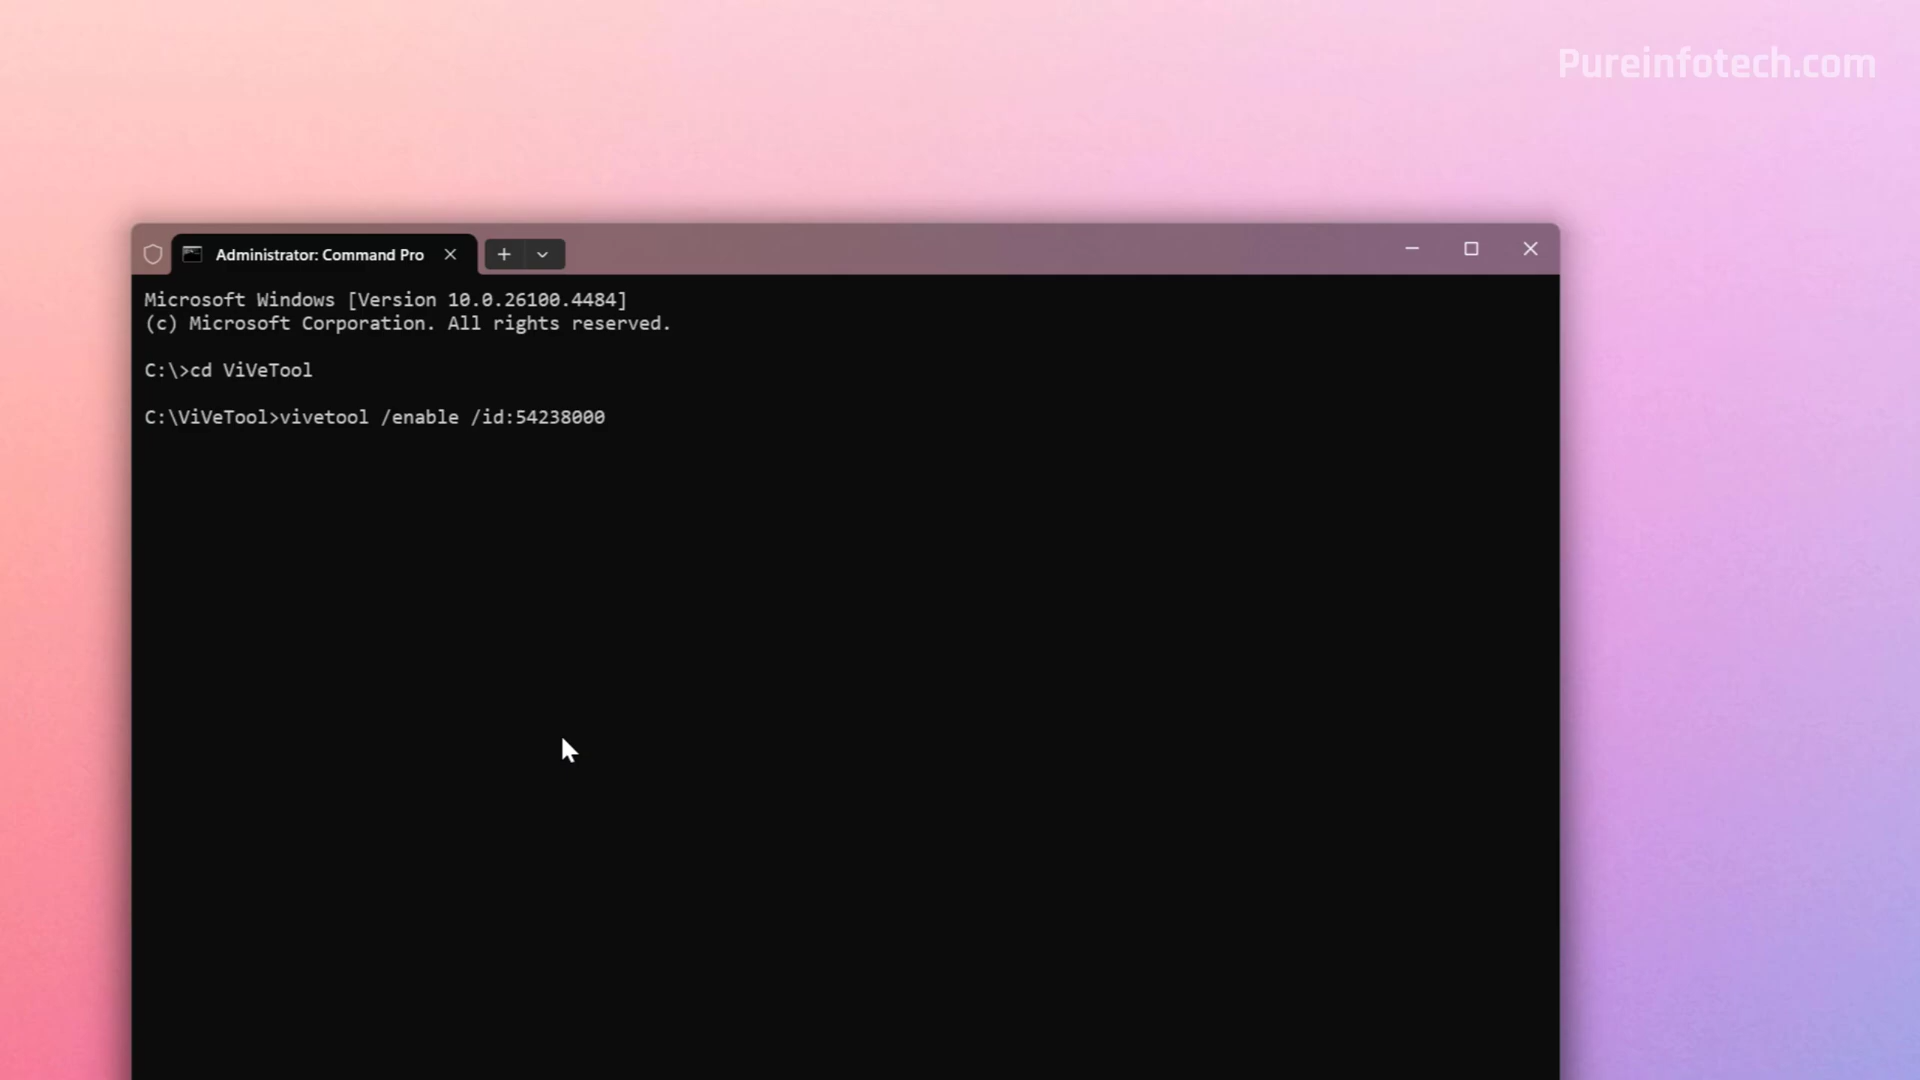 Pureinfotech.com
Administrator: Command Pro
Microsoft Windows [Version 10.0.26100.4484]
(c) Microsoft Corporation. All rights reserved.
C:\>cd ViVeTool
C:\ViVeTool>vivetool /enable /id:54238000